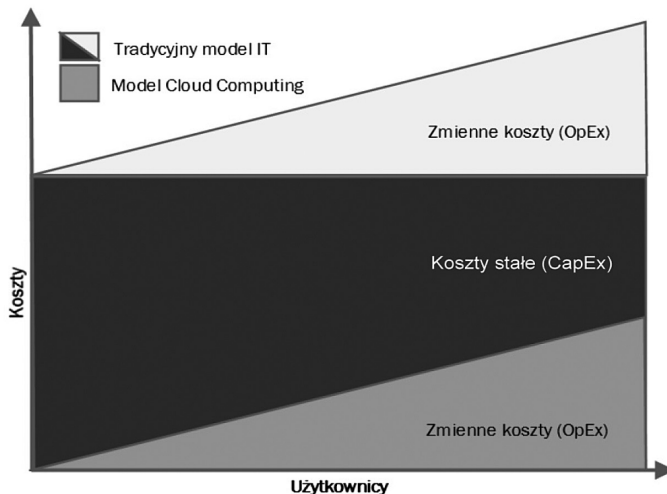 Tradycyjny model IT
Model Cloud Computing
Zmienne koszty (OpEx)
Koszty stałe (CapEx)
Zmienne koszty (OpEx)
Koszty
Użytkownicy